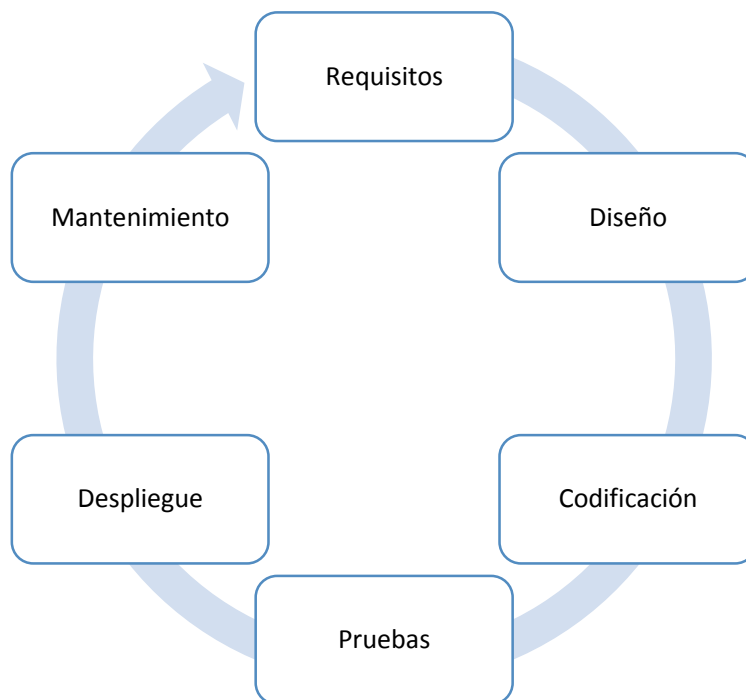 Requisitos
Diseño
Codificación
Pruebas
Despliegue
Mantenimiento